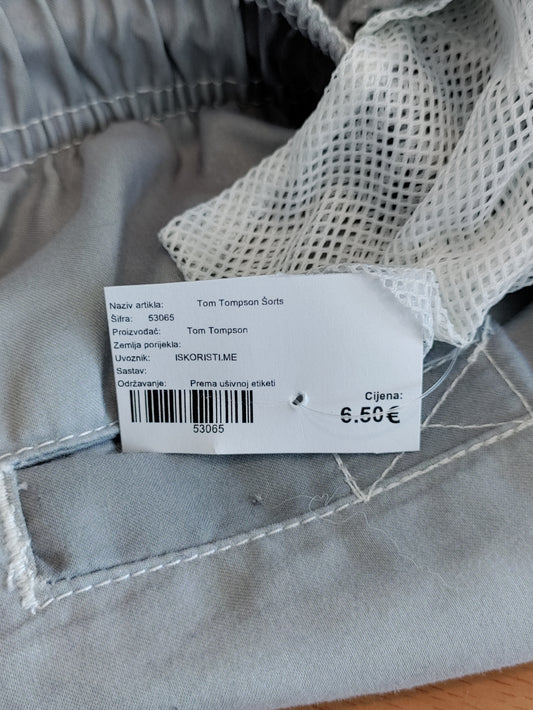 Naziv artikla: Tom Tompson Šorts
Šifra: 53065
Proizvođač: Tom Tompson
Zemlja porijekla:
Uvoznik: ISKORISTI.ME
Sastav:
Održavanje: Prema ušivnoj etiketi
53065
Cijena:
6.50€